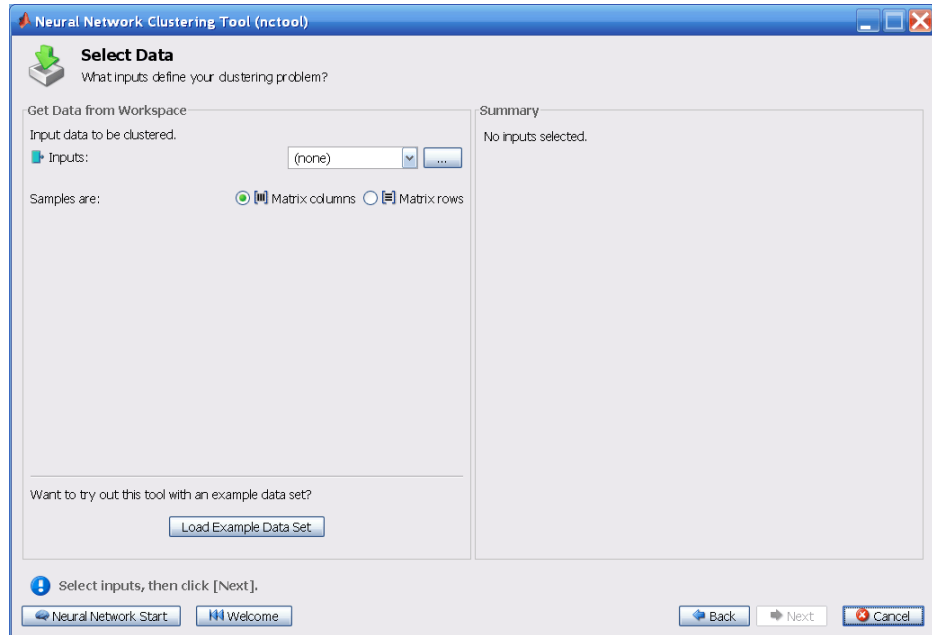 Neural Network Clustering Tool (nctool)
Select Data
What inputs define your clustering problem?
Get Data from Workspace
Input data to be clustered.
Inputs: (none) ...
Samples are: Matrix columns Matrix rows
Want to try out this tool with an example data set?
Load Example Data Set
Summary
No inputs selected.
Select inputs, then click [Next].
Neural Network Start Welcome Back Next Cancel